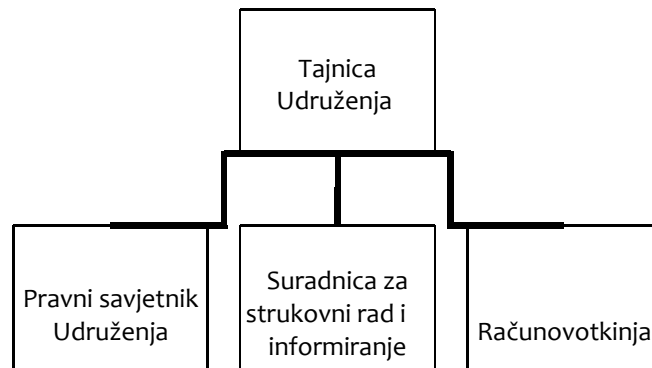 Tajnica
Udruženja
Pravni savjetnik
Udruženja
Suradnica za
strukovni rad i
informiranje
Računovotkinja